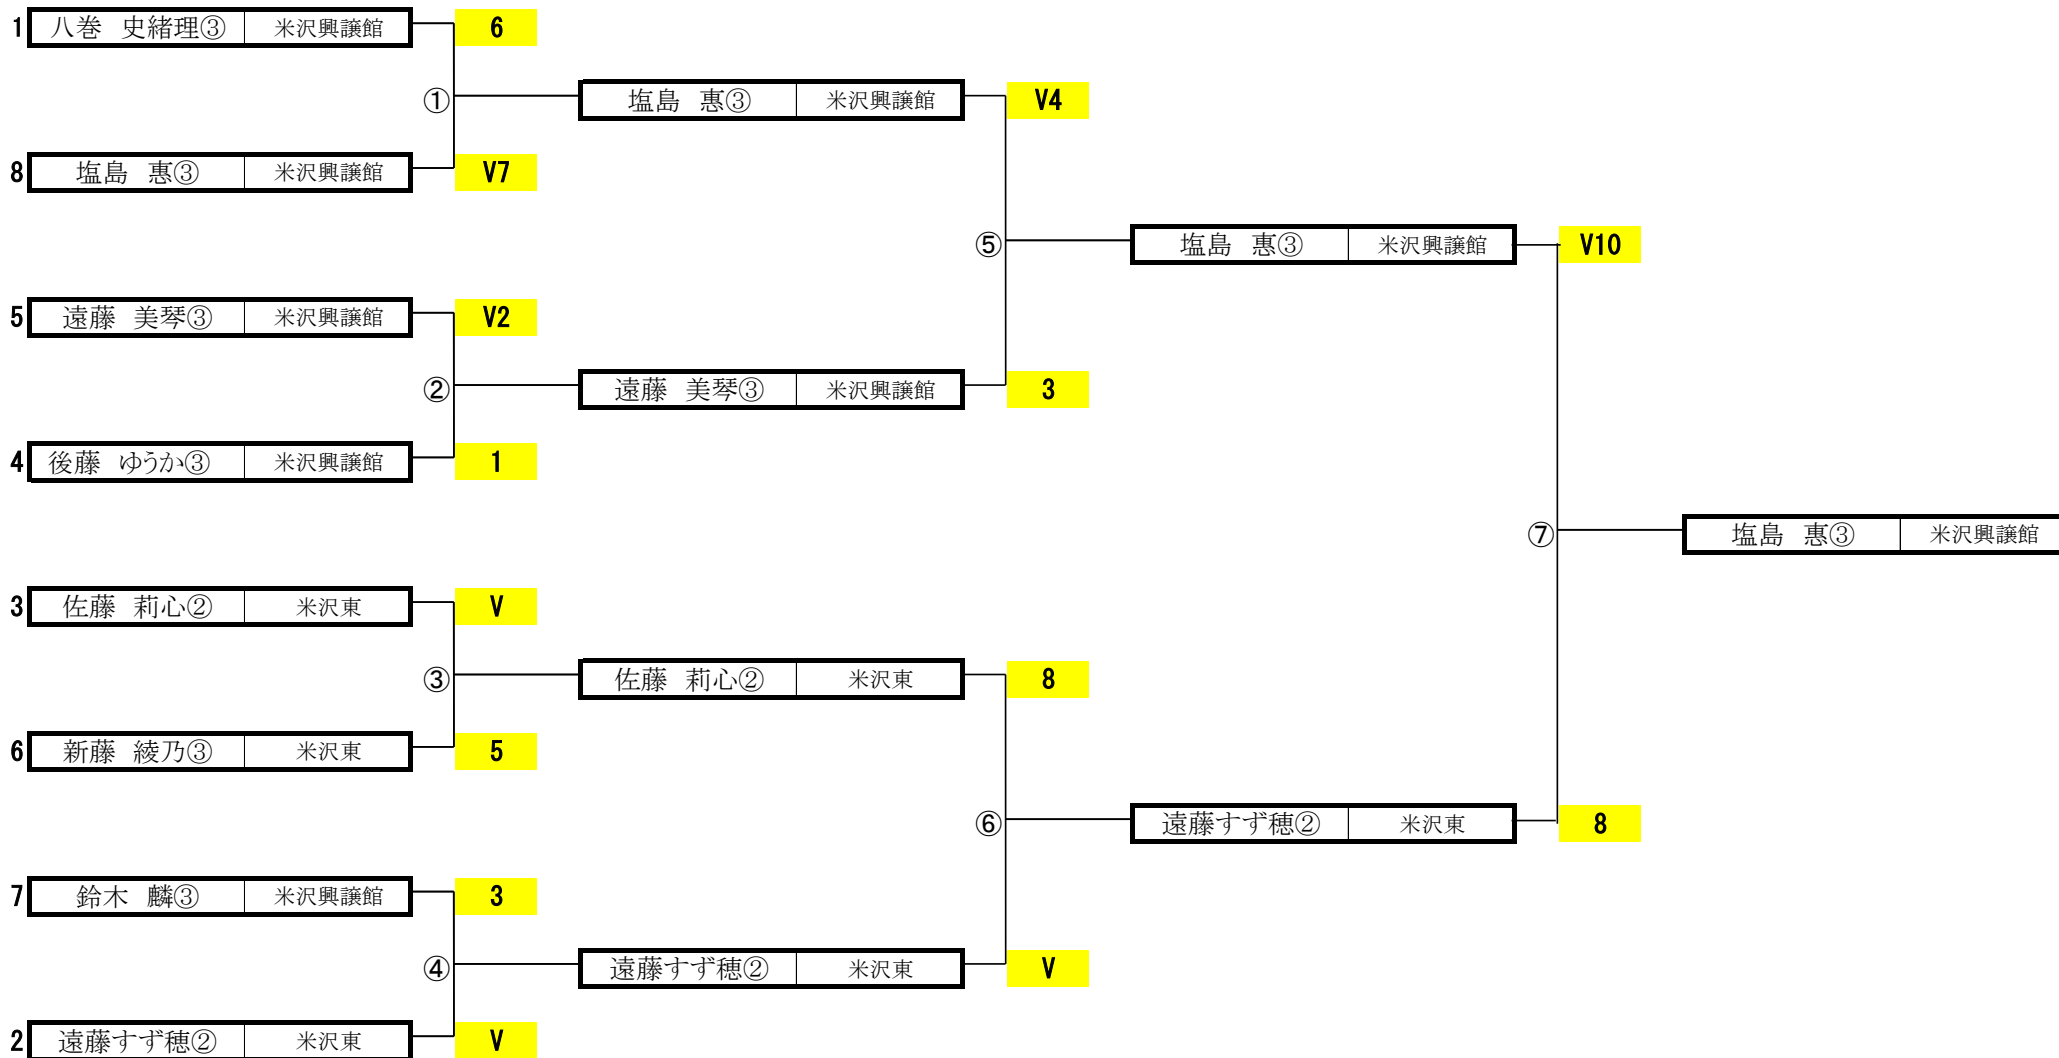 1 八巻 史緒理③ 米沢興譲館 6
① 塩島 惠③ 米沢興譲館 V4
8 塩島 惠③ 米沢興譲館 V7
⑤ 塩島 惠③ 米沢興譲館 V10
5 遠藤 美琴③ 米沢興譲館 V2
② 遠藤 美琴③ 米沢興譲館 3
4 後藤 ゆうか③ 米沢興譲館 1
⑦ 塩島 惠③ 米沢興譲館
3 佐藤 莉心② 米沢東 V
③ 佐藤 莉心② 米沢東 8
6 新藤 綾乃③ 米沢東 5
⑥ 遠藤すず穂② 米沢東 8
7 鈴木 麟③ 米沢興譲館 3
④ 遠藤すず穂② 米沢東 V
2 遠藤すず穂② 米沢東 V